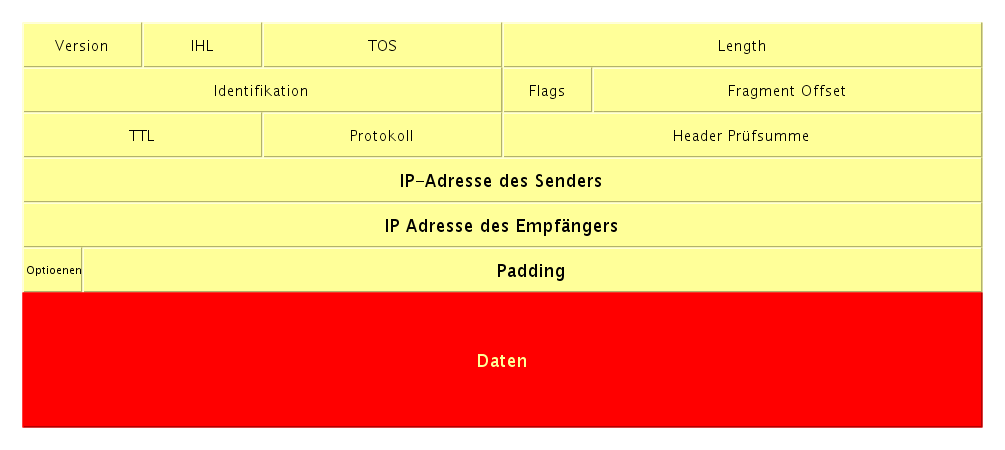 Version IHL TOS Length
Identifikation Flags Fragment Offset
TTL Protokoll Header Prüfsumme
IP-Adresse des Senders
IP Adresse des Empfängers
Optioenen Padding
Daten